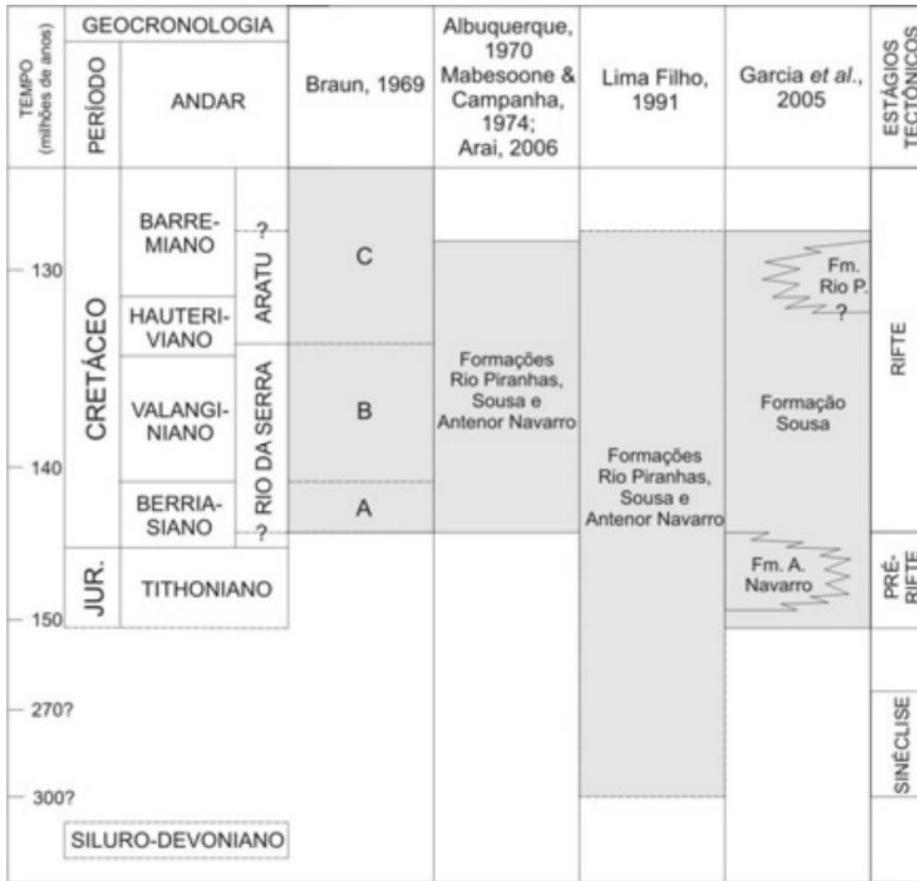 TEMPO
(milhões de anos)
GEOCRONOLOGIA
PERÍODO
ANDAR
Braun, 1969
Albuquerque,
1970
Mabesoone &
Campanha,
1974;
Arai, 2006
Lima Filho,
1991
Garcia et al.,
2005
ESTÁGIOS
TECTÔNICOS
130
140
150
270?
300?
CRETÁCEO
JUR.
BARRE-
MIANO
HAUTERI-
VIANO
VALANGI-
NIANO
BERRIA-
SIANO
TITHONIANO
SILURO-DEVONIANO
?
ARATU
RIO DA SERRA
?
C
B
A
Formações
Rio Piranhas,
Sousa e
Antenor Navarro
Formações
Rio Piranhas,
Sousa e
Antenor Navarro
Fm.
Rio P.
?
Formação
Sousa
Fm. A.
Navarro
RIFTE
PRÉ-
RIFTE
SINÉCLISE